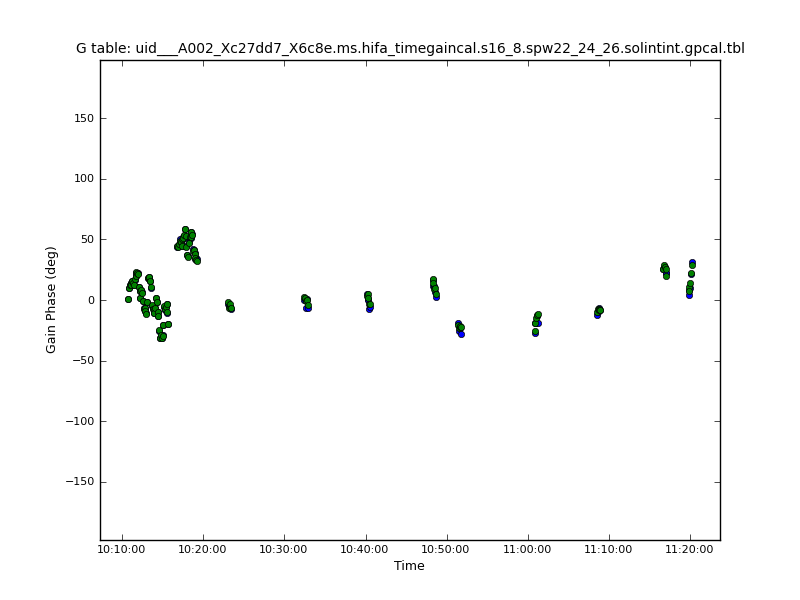 G table: uid___A002_Xc27dd7_X6c8e.ms.hifa_timegaincal.s16_8.spw22_24_26.solintint.gpcal.tbl
Gain Phase (deg)
150
100
50
0
−50
−100
−150
10:10:00 10:20:00 10:30:00 10:40:00 10:50:00 11:00:00 11:10:00 11:20:00
Time